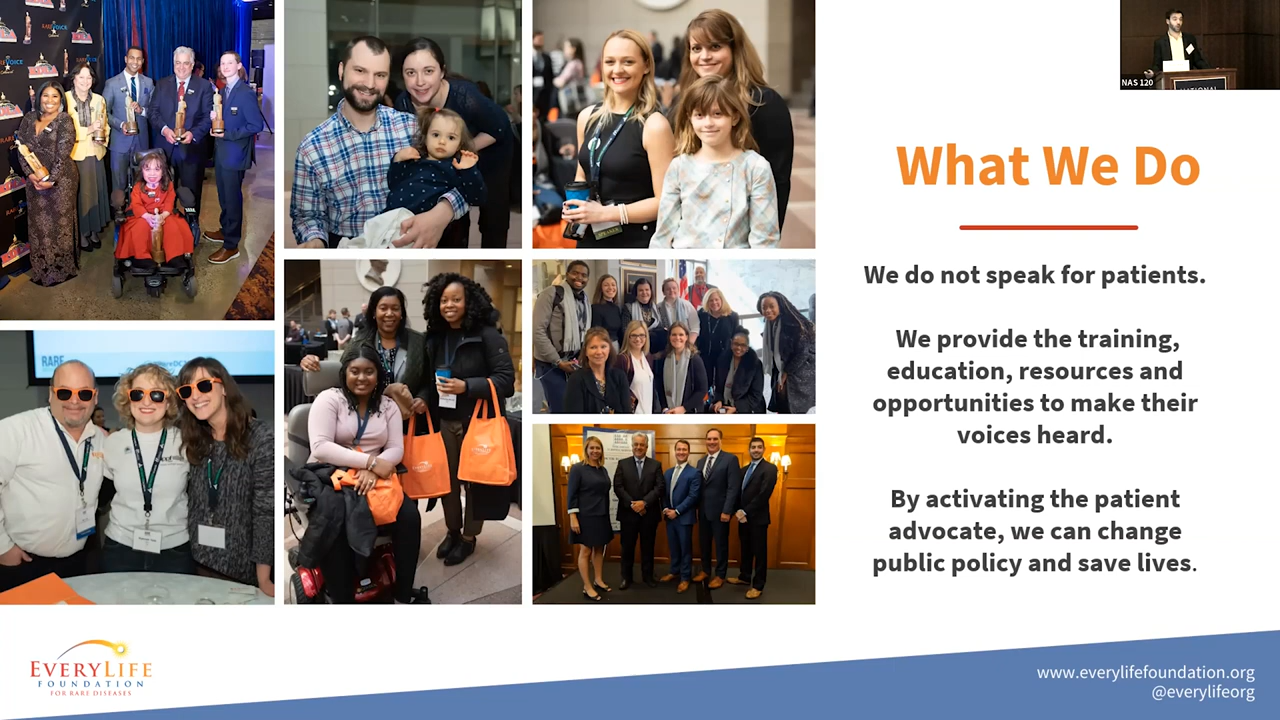 NAS 120
NATIONAL
What We Do
We do not speak for patients.
We provide the training,
education, resources and
opportunities to make their
voices heard.
By activating the patient
advocate, we can change
public policy and save lives.
RARE
EVERYLIFE
FOUNDATION
FOR RARE DISEASES
www.everylifefoundation.org
@everylifeorg